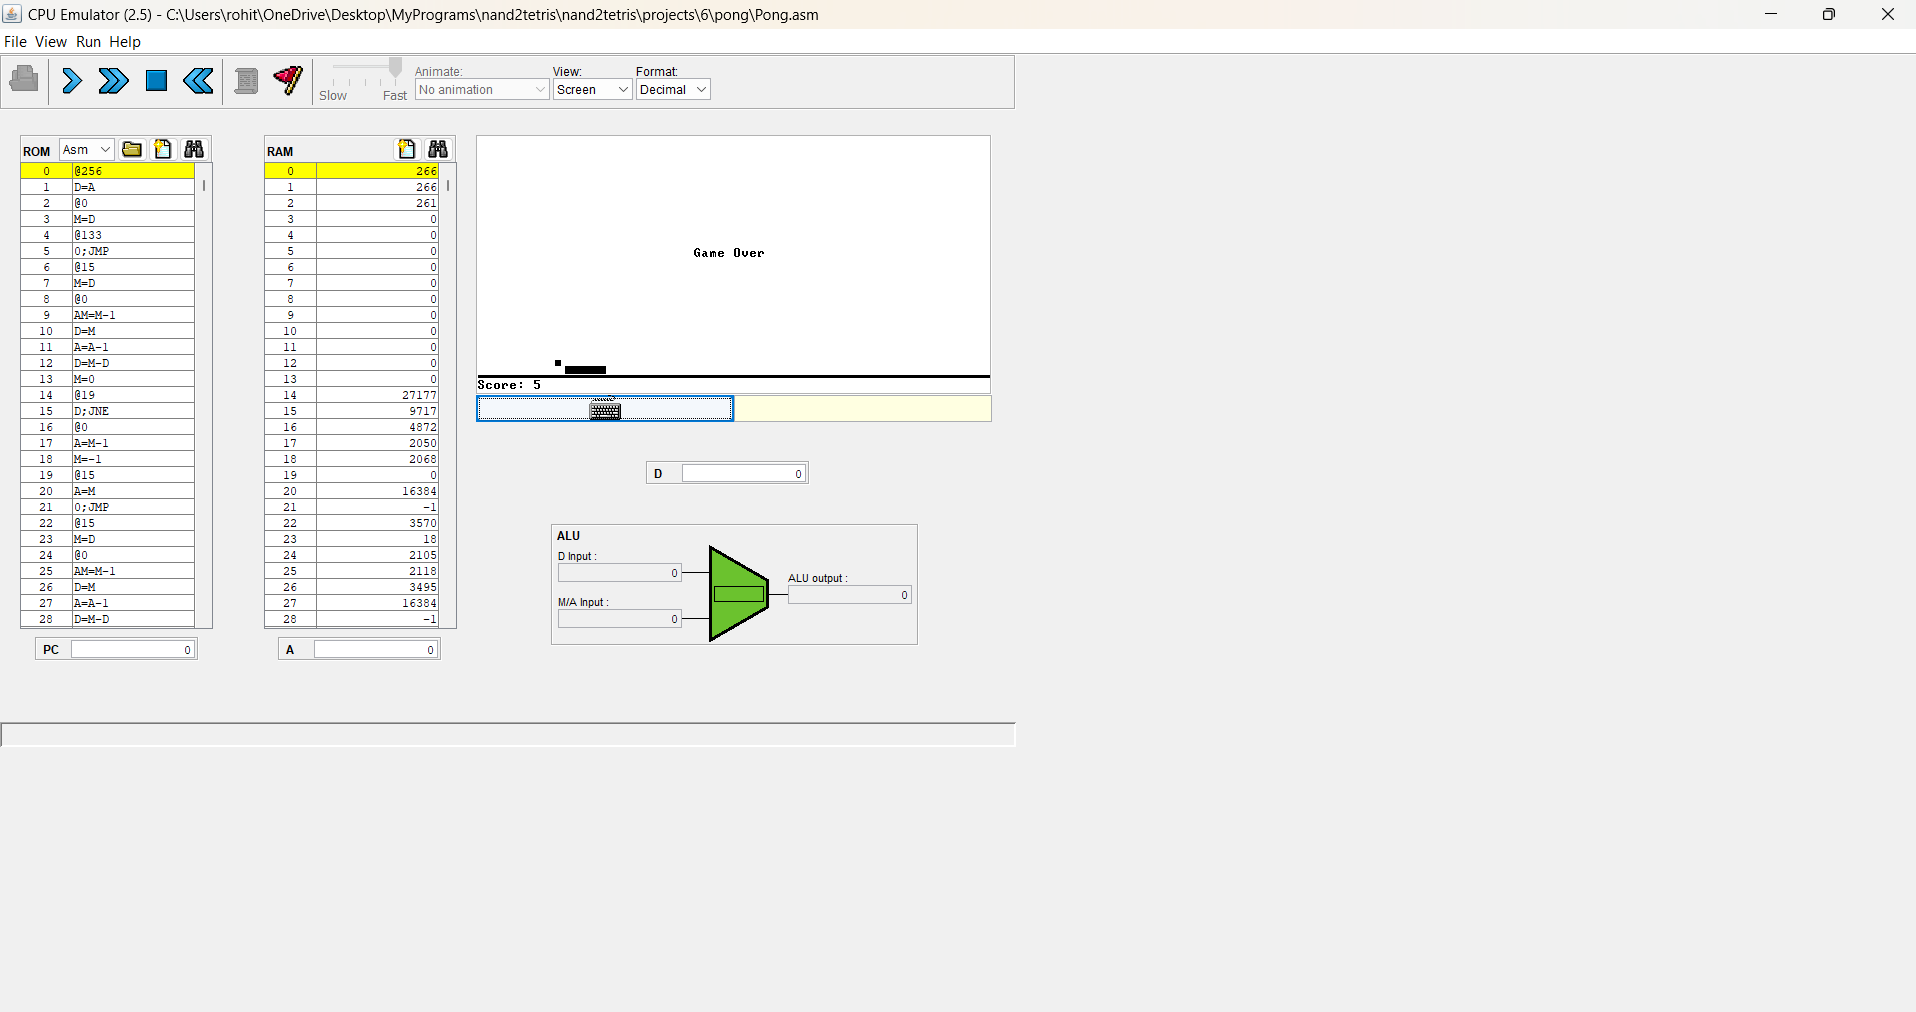 CPU Emulator (2.5) - C:\Users\rohit\OneDrive\Desktop\MyPrograms\nand2tetris\nand2tetris\projects\6\pong\Pong.asm
File View Run Help
Slow Fast
Animate:
No animation
View:
Screen
Format:
Decimal
ROM Asm
0 @256
1 D=A
2 @0
3 M=D
4 @133
5 0;JMP
6 @15
7 M=D
8 @0
9 AM=M-1
10 D=M
11 A=A-1
12 D=M-D
13 M=0
14 @19
15 D;JNE
16 @0
17 A=M-1
18 M=-1
19 @15
20 A=M
21 0;JMP
22 @15
23 M=D
24 @0
25 AM=M-1
26 D=M
27 A=A-1
28 D=M-D
PC 0
RAM
0 266
1 266
2 261
3 0
4 0
5 0
6 0
7 0
8 0
9 0
10 0
11 0
12 0
13 0
14 27177
15 9717
16 4872
17 2050
18 2068
19 0
20 16384
21 -1
22 3570
23 18
24 2105
25 2118
26 3495
27 16384
28 -1
A 0
Game Over
Score: 5
D 0
ALU
D Input :
0
M/A Input :
0
ALU output :
0